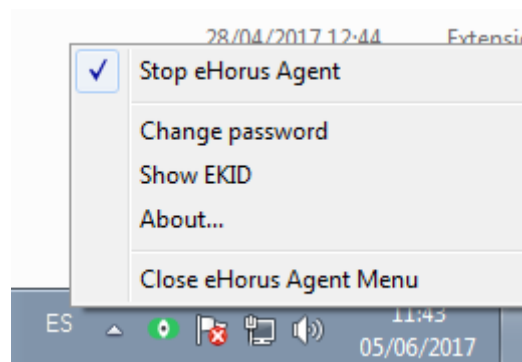 28/04/2017 12:44 Extensi
Stop eHorus Agent
Change password
Show EKID
About...
Close eHorus Agent Menu
ES 11:43
05/06/2017